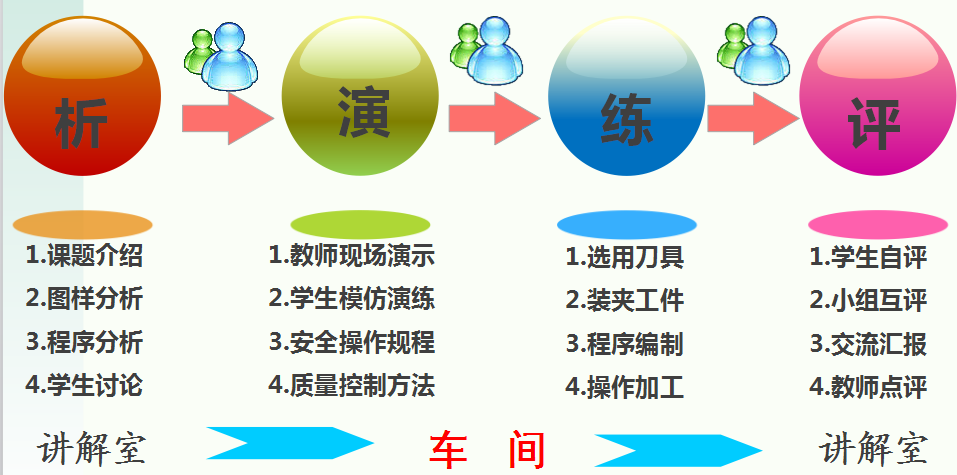 析 演 练 评
1.课题介绍
2.图样分析
3.程序分析
4.学生讨论
1.教师现场演示
2.学生模仿演练
3.安全操作规程
4.质量控制方法
1.选用刀具
2.装夹工件
3.程序编制
4.操作加工
1.学生自评
2.小组互评
3.交流汇报
4.教师点评
讲解室 车 间 讲解室